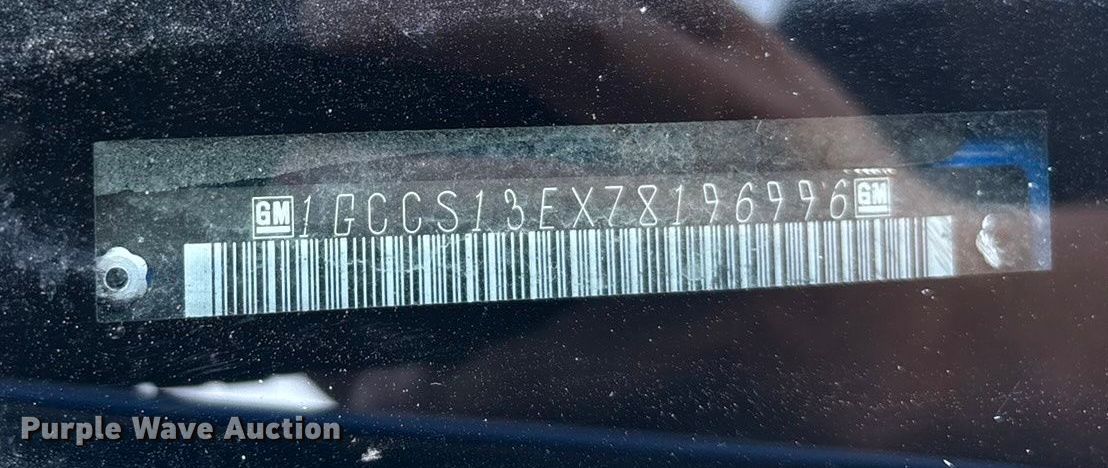 GM 1GCCS13EX78196996 GM
Purple Wave Auction